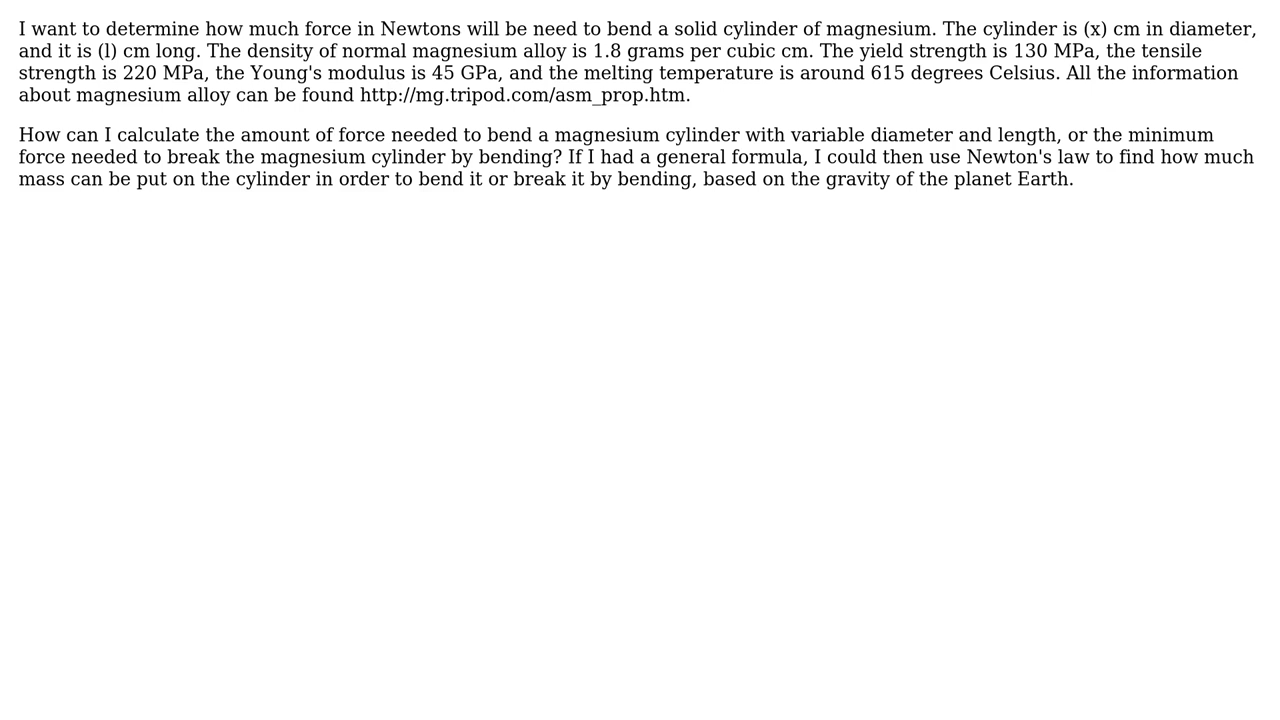 I want to determine how much force in Newtons will be need to bend a solid cylinder of magnesium. The cylinder is (x) cm in diameter,
and it is (l) cm long. The density of normal magnesium alloy is 1.8 grams per cubic cm. The yield strength is 130 MPa, the tensile
strength is 220 MPa, the Young's modulus is 45 GPa, and the melting temperature is around 615 degrees Celsius. All the information
about magnesium alloy can be found http://mg.tripod.com/asm_prop.htm.
How can I calculate the amount of force needed to bend a magnesium cylinder with variable diameter and length, or the minimum
force needed to break the magnesium cylinder by bending? If I had a general formula, I could then use Newton's law to find how much
mass can be put on the cylinder in order to bend it or break it by bending, based on the gravity of the planet Earth.